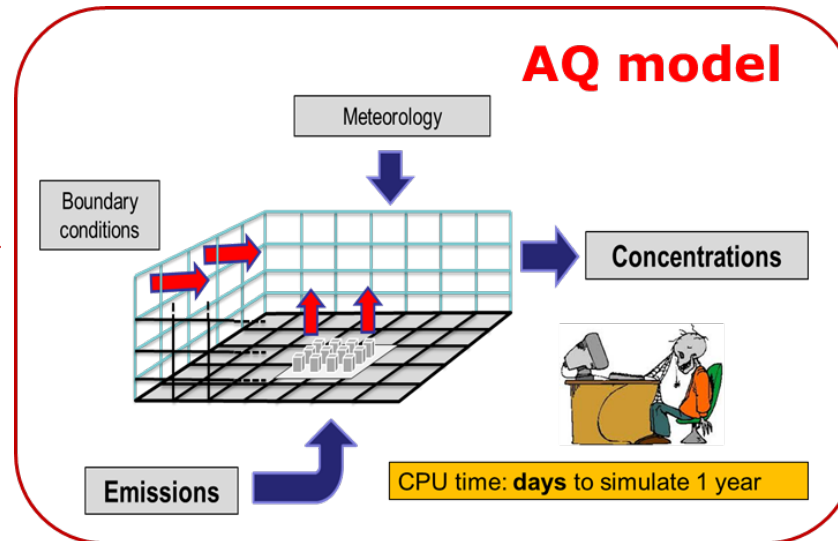 AQ model
Meteorology
Boundary
conditions
Concentrations
Emissions
CPU time: days to simulate 1 year